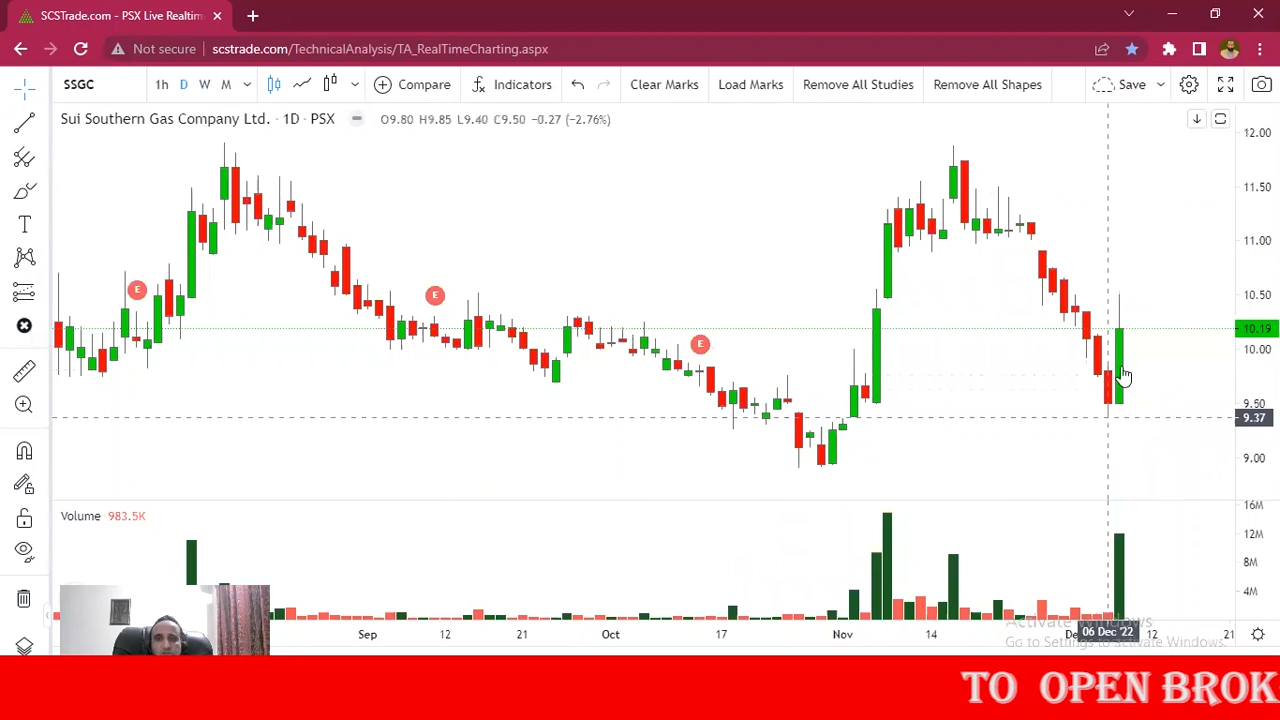 SCSTrade.com - PSX Live Realtim
Not secure scstrade.com/TechnicalAnalysis/TA_RealTimeCharting.aspx
SSGC 1h D W M Compare Indicators Clear Marks Load Marks Remove All Studies Remove All Shapes Save
Sui Southern Gas Company Ltd. · 1D · PSX O9.80 H9.85 L9.40 C9.50 −0.27 (−2.76%)
12.00
11.50
11.00
10.50
E E E
10.19
10.00
9.50
9.37
9.00
Volume 983.5K
16M
12M
8M
4M
Sep 12 21 Oct 17 Nov 14 De 06 Dec '22 12 21
Activate Windows
Go to Settings to activate Windows.
TO OPEN BROK